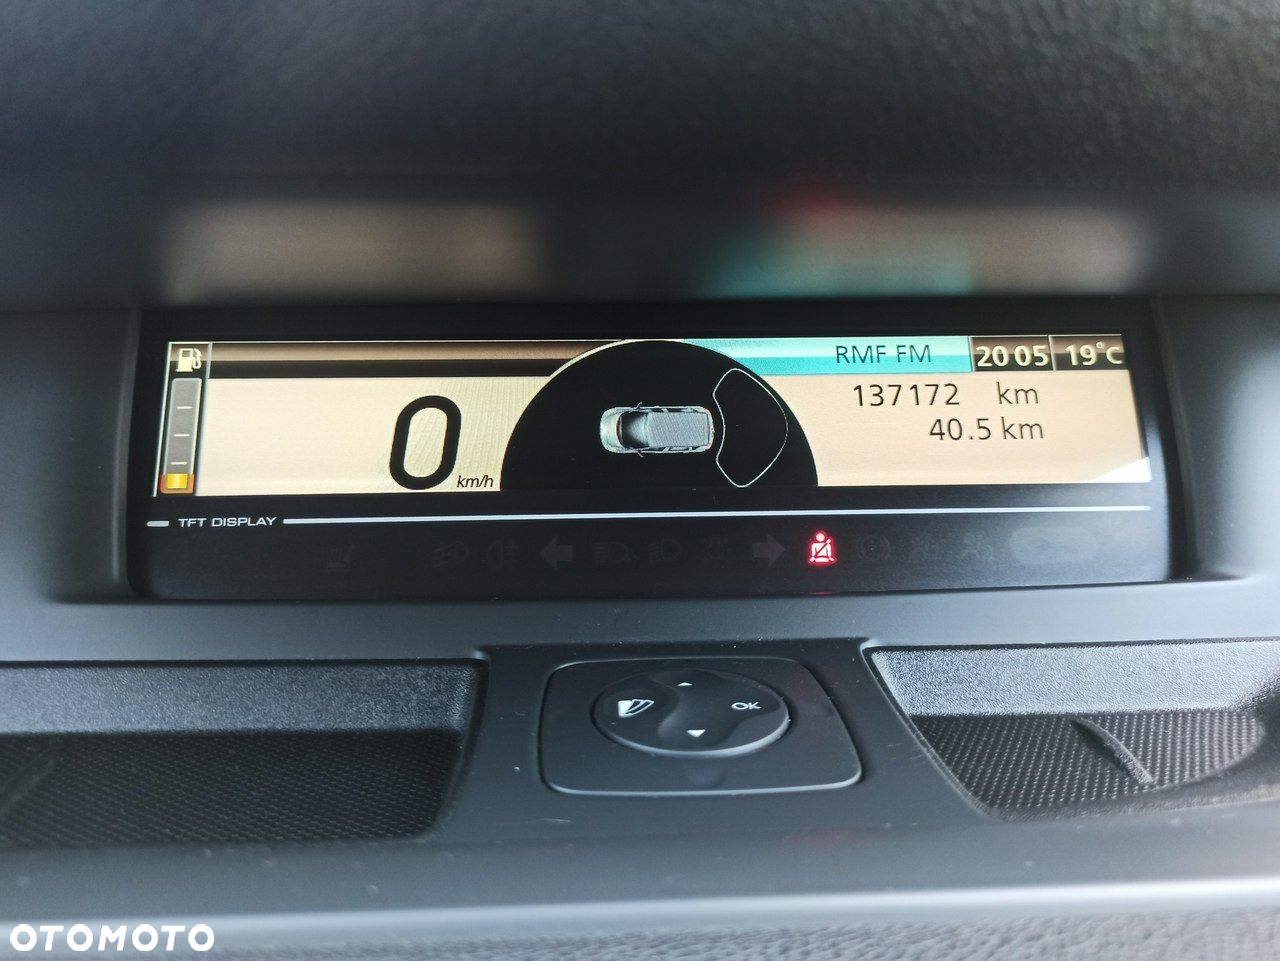 RMF FM 20 05 19°C
137172 km
40.5 km
0 km/h
TFT DISPLAY
OK
OTOMOTO